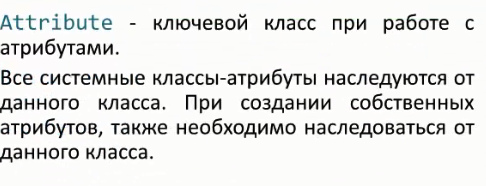 Attribute - ключевой класс при работе с
атрибутами.
Все системные классы-атрибуты наследуются от
данного класса. При создании собственных
атрибутов, также необходимо наследоваться от
данного класса.